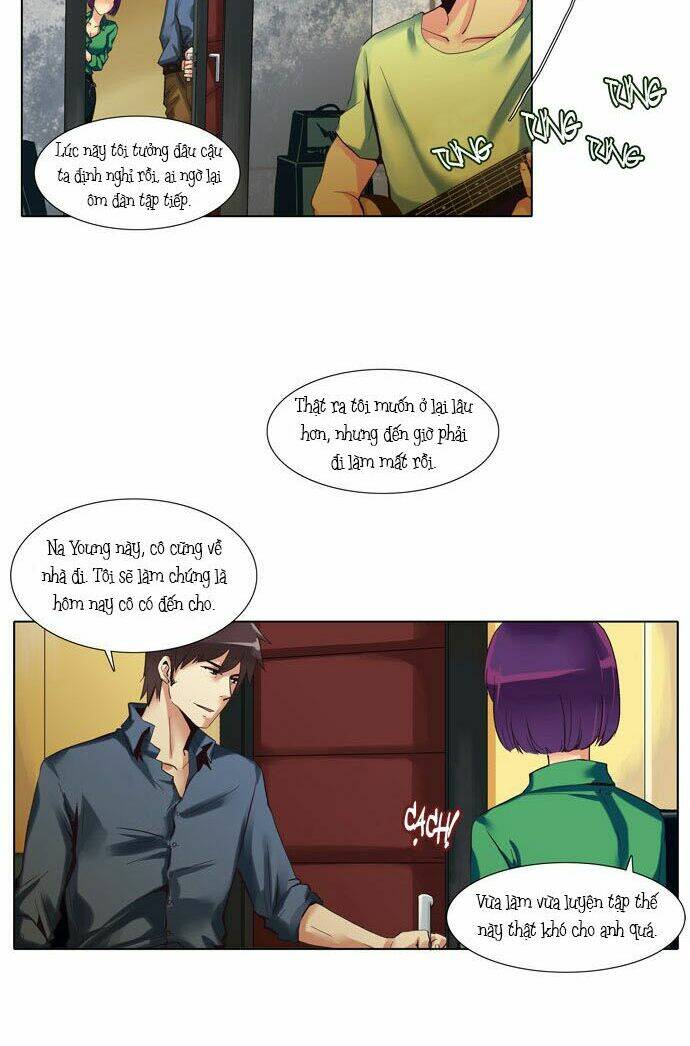 Lúc nãy tôi tưởng đâu cậu
ta định nghỉ rồi, ai ngờ lại
ôm đàn tập tiếp.
TƯNG
TƯNG
TƯNG
TƯNG
Thật ra tôi muốn ở lại lâu
hơn, nhưng đến giờ phải
đi làm mất rồi.
Na Young này, cô cũng về
nhà đi. Tôi sẽ làm chứng là
hôm nay cô có đến cho.
CẠCH!
Vừa làm vừa luyện tập thế
này thật khó cho anh quá.